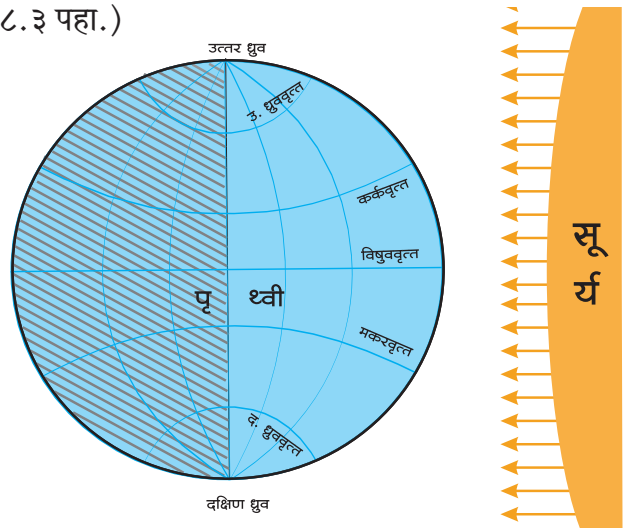 ८.३ पहा.)
उत्तर ध्रुव
उ. ध्रुववृत्त
कर्कवृत्त
विषुववृत्त
पृ थ्वी
मकरवृत्त
द. ध्रुववृत्त
दक्षिण ध्रुव
सू
र्य